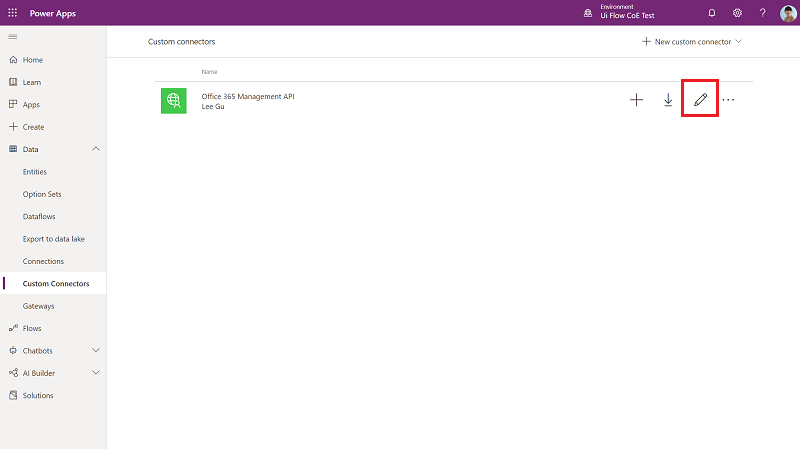 Power Apps
Environment
Ui Flow CoE Test
?
Home
Learn
Apps
Create
Data
Entities
Option Sets
Dataflows
Export to data lake
Connections
Custom Connectors
Gateways
Flows
Chatbots
AI Builder
Solutions
Custom connectors
New custom connector
Name
Office 365 Management API
Lee Gu